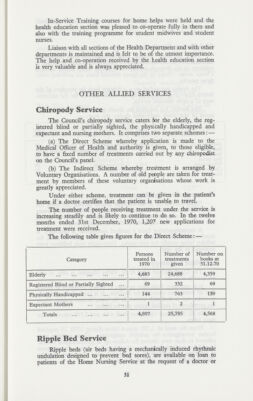 In-Service Training courses for home helps were held and the
health education section was pleased to co-operate fully in them and
also with the training programme for student midwives and student
nurses.
Liaison with all sections of the Health Department and with other
departments is maintained and is felt to be of the utmost importance.
The help and co-operation received by the health education section
is very valuable and is always appreciated.
OTHER ALLIED SERVICES
Chiropody Service
The Council's chiropody service caters for the elderly, the reg-
istered blind or partially sighted, the physically handicapped and
expectant and nursing mothers. It comprises two separate schemes:—
(a) The Direct Scheme whereby application is made to the
Medical Officer of Health and authority is given, to those eligible,
to have a fixed number of treatments carried out by any chiropodist
on the Council's panel.
(b) The Indirect Scheme whereby treatment is arranged by
Voluntary Organisations. A number of old people are taken for treat-
ment by members of these voluntary organisations whose work is
greatly appreciated.
Under either scheme, treatment can be given in the patient's
home if a doctor certifies that the patient is unable to travel.
The number of people receiving treatment under the service is
increasing steadily and is likely to continue to do so. In the twelve
months ended 31st December, 1970, 1,207 new applications for
treatment were received.
The following table gives figures for the Direct Scheme:—
Category Persons treated in 1970 Number of treatments given Number on books at 31.12.70
Elderly ... ... ... ... ... 4,683 24,688 4,359
Registered Blind or Partially Sighted ... 69 332 69
Physically Handicapped ... ... ... 144 763 139
Expectant Mothers ... ... ... 1 2 1
Totals ... ... ... ... 4,897 25,785 4,568
Ripple Bed Service
Ripple beds (air beds having a mechanically induced rhythmic
undulation designed to prevent bed sores), are available on loan to
patients of the Home Nursing Service at the request of a doctor or